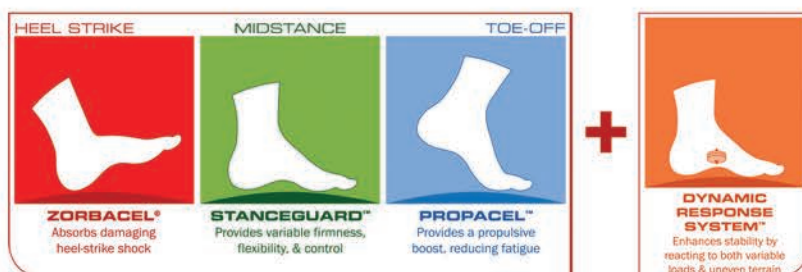 HEEL STRIKE
MIDSTANCE
TOE-OFF
ZORBACEL®
Absorbs damaging
heel-strike shock
STANCEGUARD™
Provides variable firmness,
flexibility, & control
PROPACEL™
Provides a propulsive
boost, reducing fatigue
+
DYNAMIC
RESPONSE
SYSTEM™
Enhances stability by
reacting to both variable
loads & uneven terrain